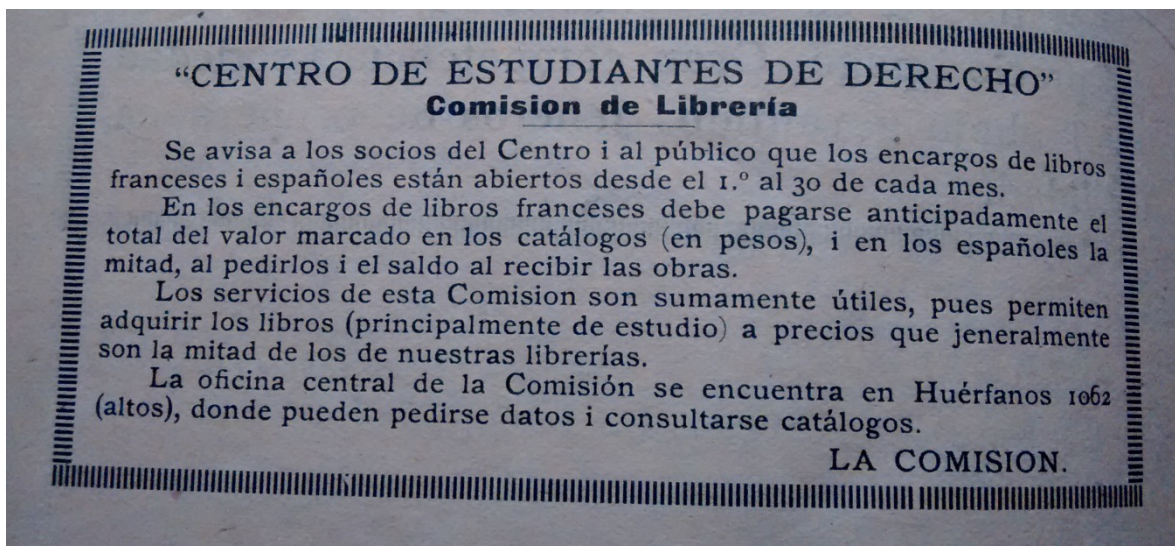 “CENTRO DE ESTUDIANTES DE DERECHO”
Comision de Librería
Se avisa a los socios del Centro i al público que los encargos de libros
franceses i españoles están abiertos desde el 1.º al 30 de cada mes.
En los encargos de libros franceses debe pagarse anticipadamente el
total del valor marcado en los catálogos (en pesos), i en los españoles la
mitad, al pedirlos i el saldo al recibir las obras.
Los servicios de esta Comision son sumamente útiles, pues permiten
adquirir los libros (principalmente de estudio) a precios que jeneralmente
son la mitad de los de nuestras librerías.
La oficina central de la Comisión se encuentra en Huérfanos 1062
(altos), donde pueden pedirse datos i consultarse catálogos.
LA COMISION.